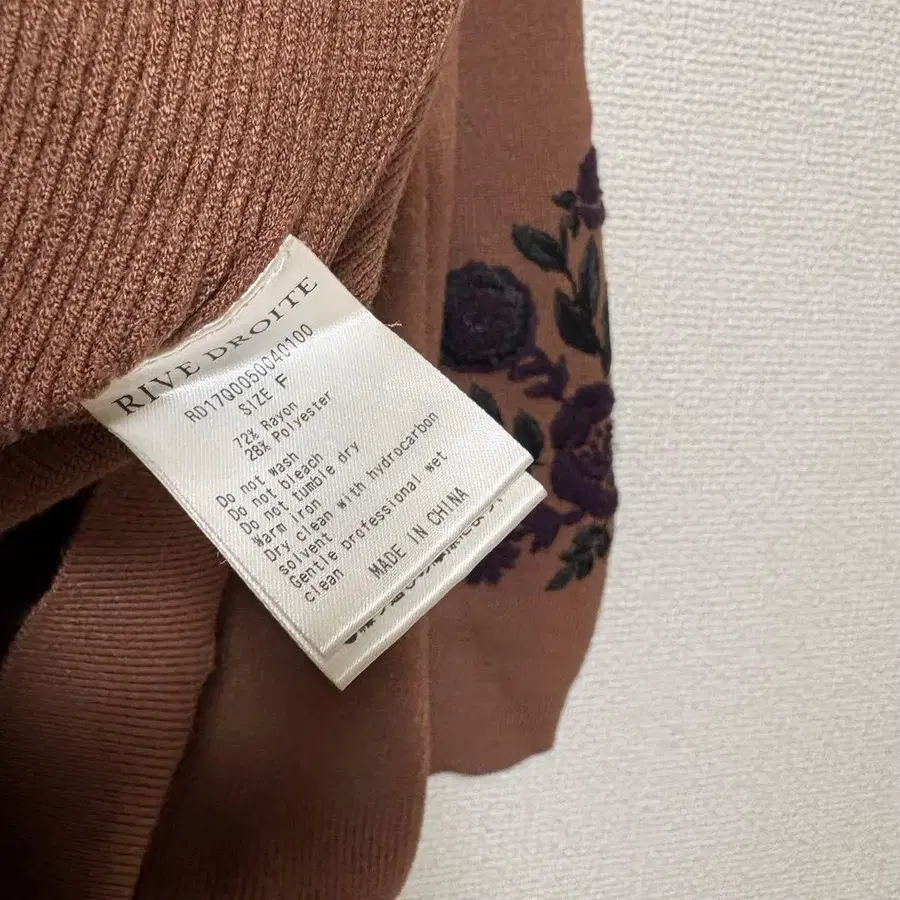 RIVE DROITE
RD17Q0050040100
SIZE F
72% Rayon
28% Polyester
Do not wash
Do not bleach
Do not tumble dry
Warm iron
Dry clean with hydrocarbon
solvent
Gentle professional wet
clean
MADE IN CHINA